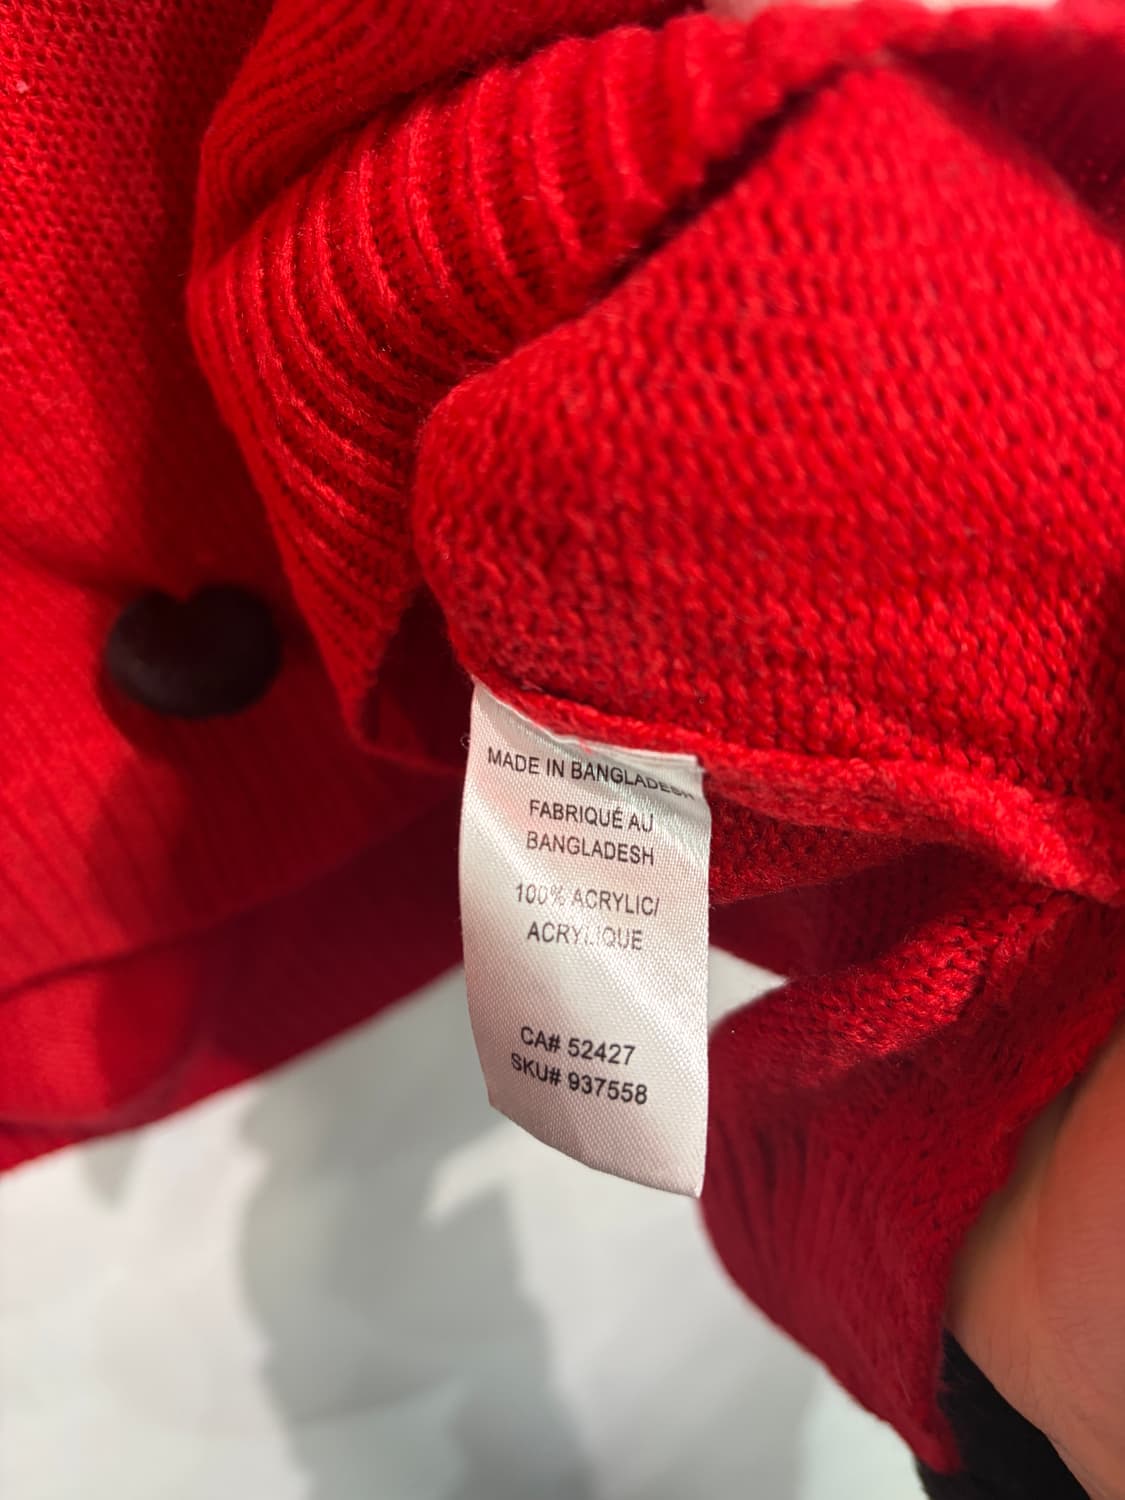 MADE IN BANGLADESH
FABRIQUÉ AU
BANGLADESH
100% ACRYLIC/
ACRYLIQUE
CA# 52427
SKU# 937558